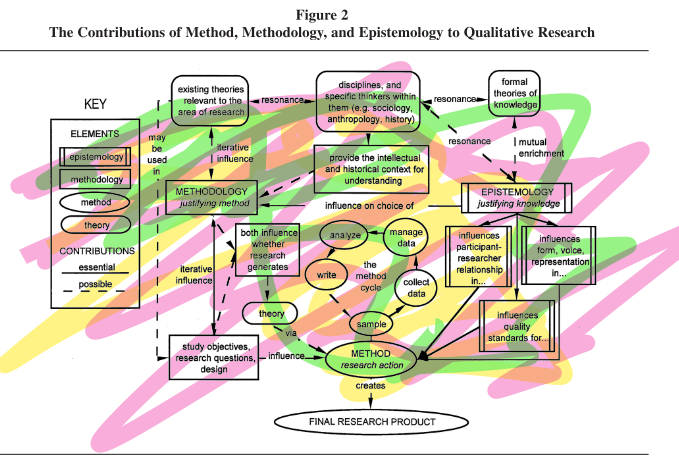 Figure 2
The Contributions of Method, Methodology, and Epistemology to Qualitative Research
KEY
ELEMENTS
epistemology
methodology
method
theory
CONTRIBUTIONS
essential
possible
existing theories
relevant to the
area of research
resonance
disciplines, and
specific thinkers within
them (e.g. sociology,
anthropology, history)
resonance
formal
theories of
knowledge
may
be
used
in
iterative
influence
resonance
mutual
enrichment
provide the intellectual
and historical context for
understanding
METHODOLOGY
justifying method
influence on choice of
EPISTEMOLOGY
justifying knowledge
both influence
whether
research
generates
analyze
manage
data
write
the
method
cycle
collect
data
sample
influences
participant-
researcher
relationship
in...
influences
form, voice,
representation
in...
iterative
influence
theory
via
influences
quality
standards for...
study objectives,
research questions,
design
influence
METHOD
research action
creates
FINAL RESEARCH PRODUCT